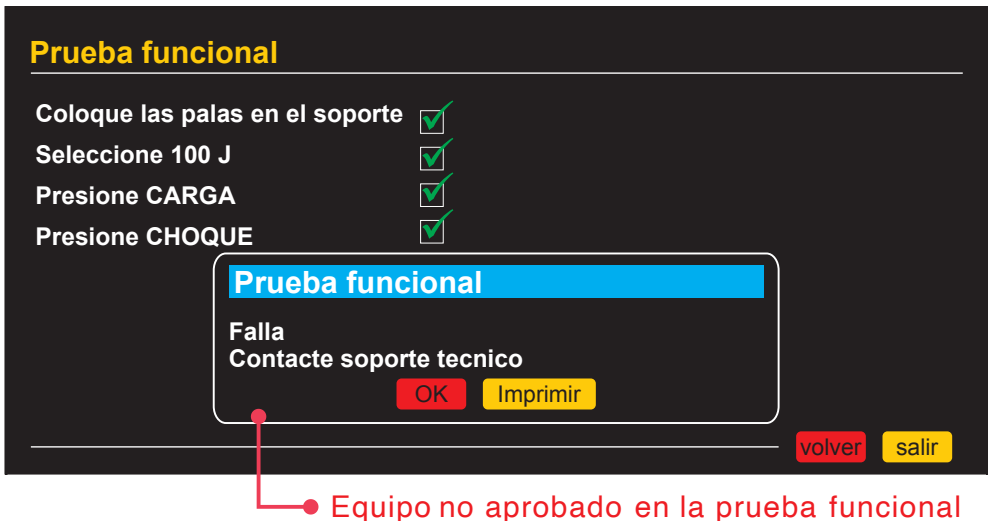 Prueba funcional
Coloque las palas en el soporte
Seleccione 100 J
Presione CARGA
Presione CHOQUE
Prueba funcional
Falla
Contacte soporte tecnico
OK Imprimir
volver salir
Equipo no aprobado en la prueba funcional